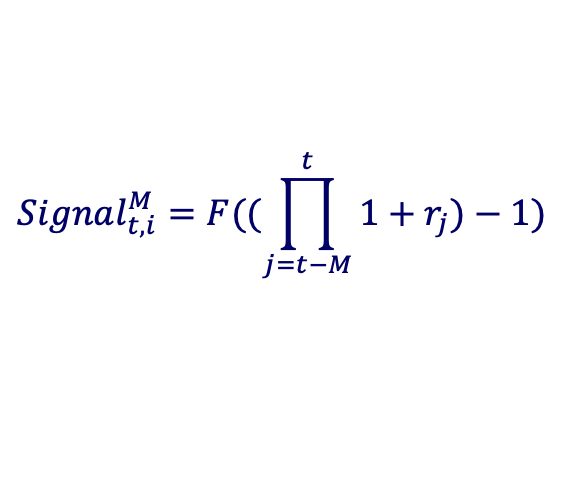 Signal_{t,i}^{M} = F((∏_{j=t−M}^{t} 1 + r_j) − 1)